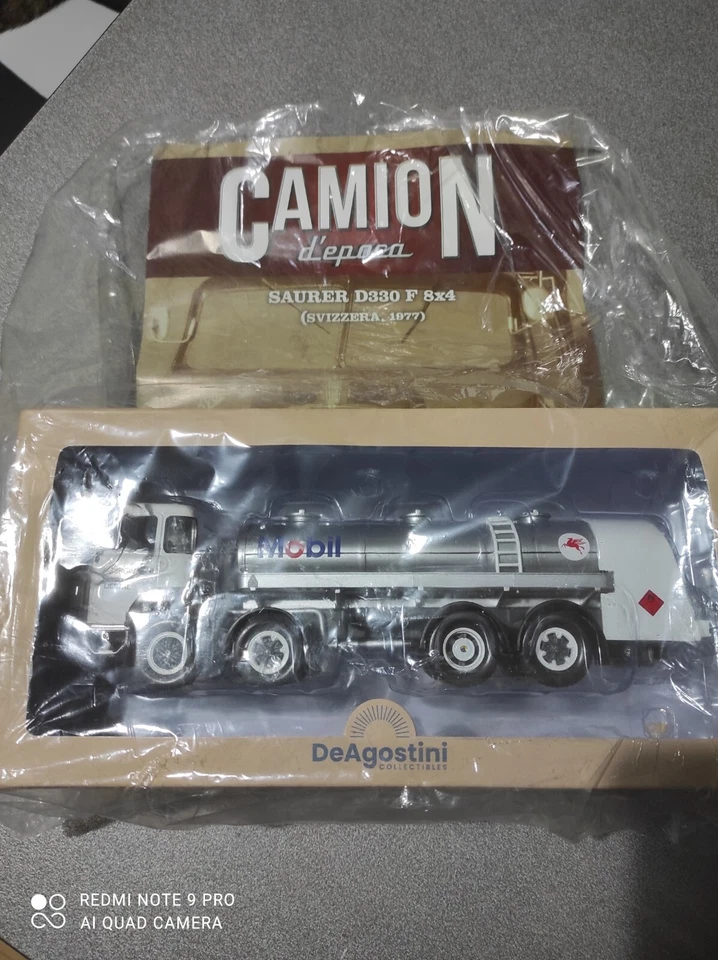 CAMION
d'epoca
SAURER D330 F 8x4
(SVIZZERA, 1977)
Mobil
DeAgostini
COLLECTIBLES
REDMI NOTE 9 PRO
AI QUAD CAMERA